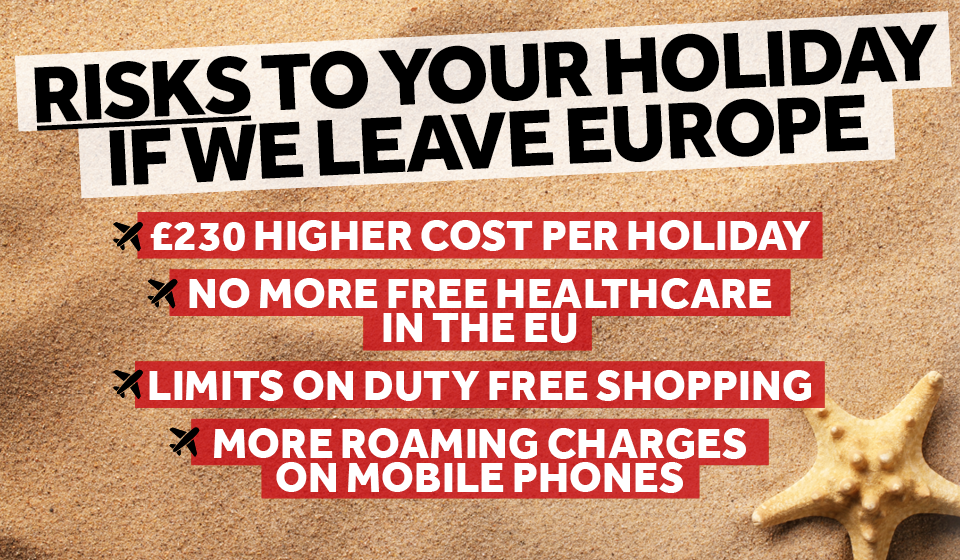 RISKS TO YOUR HOLIDAY
IF WE LEAVE EUROPE
£230 HIGHER COST PER HOLIDAY
NO MORE FREE HEALTHCARE
IN THE EU
LIMITS ON DUTY FREE SHOPPING
MORE ROAMING CHARGES
ON MOBILE PHONES